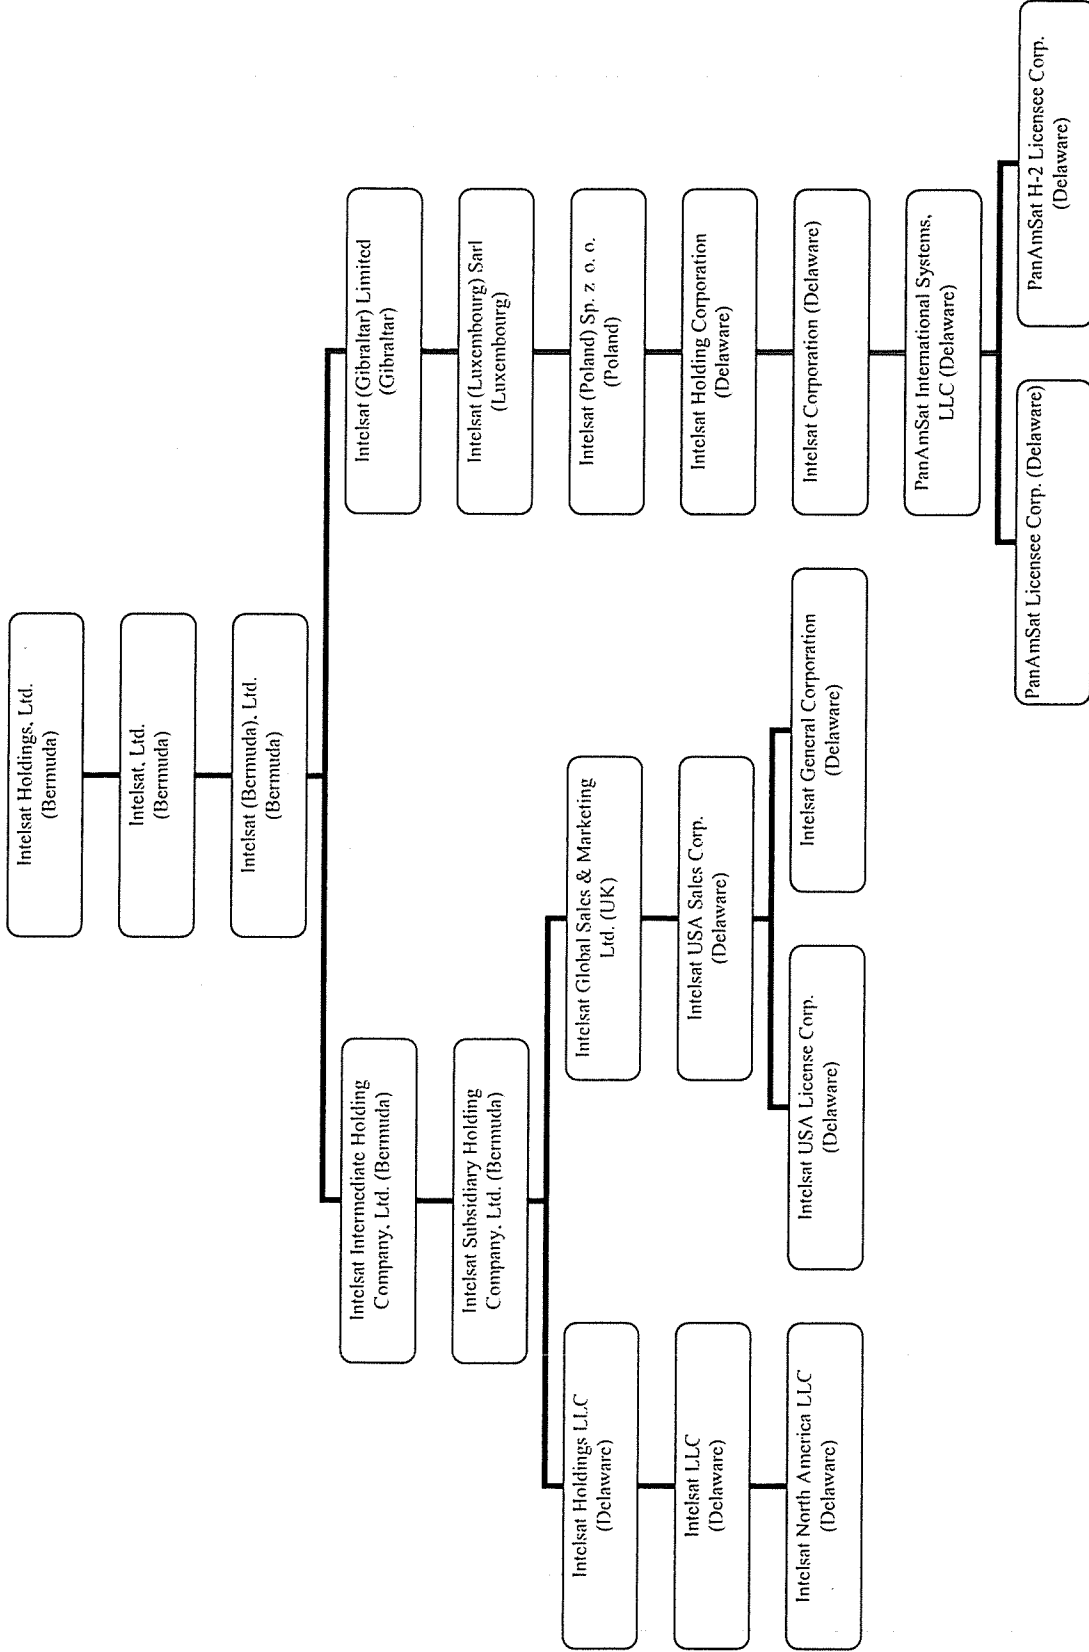 Intelsat Holdings, Ltd.
(Bermuda)
Intelsat, Ltd.
(Bermuda)
Intelsat (Bermuda), Ltd.
(Bermuda)
Intelsat Intermediate Holding
Company, Ltd. (Bermuda)
Intelsat Subsidiary Holding
Company, Ltd. (Bermuda)
Intelsat Holdings LLC
(Delaware)
Intelsat LLC
(Delaware)
Intelsat North America LLC
(Delaware)
Intelsat Global Sales & Marketing
Ltd. (UK)
Intelsat USA Sales Corp.
(Delaware)
Intelsat USA License Corp.
(Delaware)
Intelsat General Corporation
(Delaware)
Intelsat (Gibraltar) Limited
(Gibraltar)
Intelsat (Luxembourg) Sarl
(Luxembourg)
Intelsat (Poland) Sp. z o. o.
(Poland)
Intelsat Holding Corporation
(Delaware)
Intelsat Corporation (Delaware)
PanAmSat International Systems,
LLC (Delaware)
PanAmSat Licensee Corp. (Delaware)
PanAmSat H-2 Licensee Corp.
(Delaware)